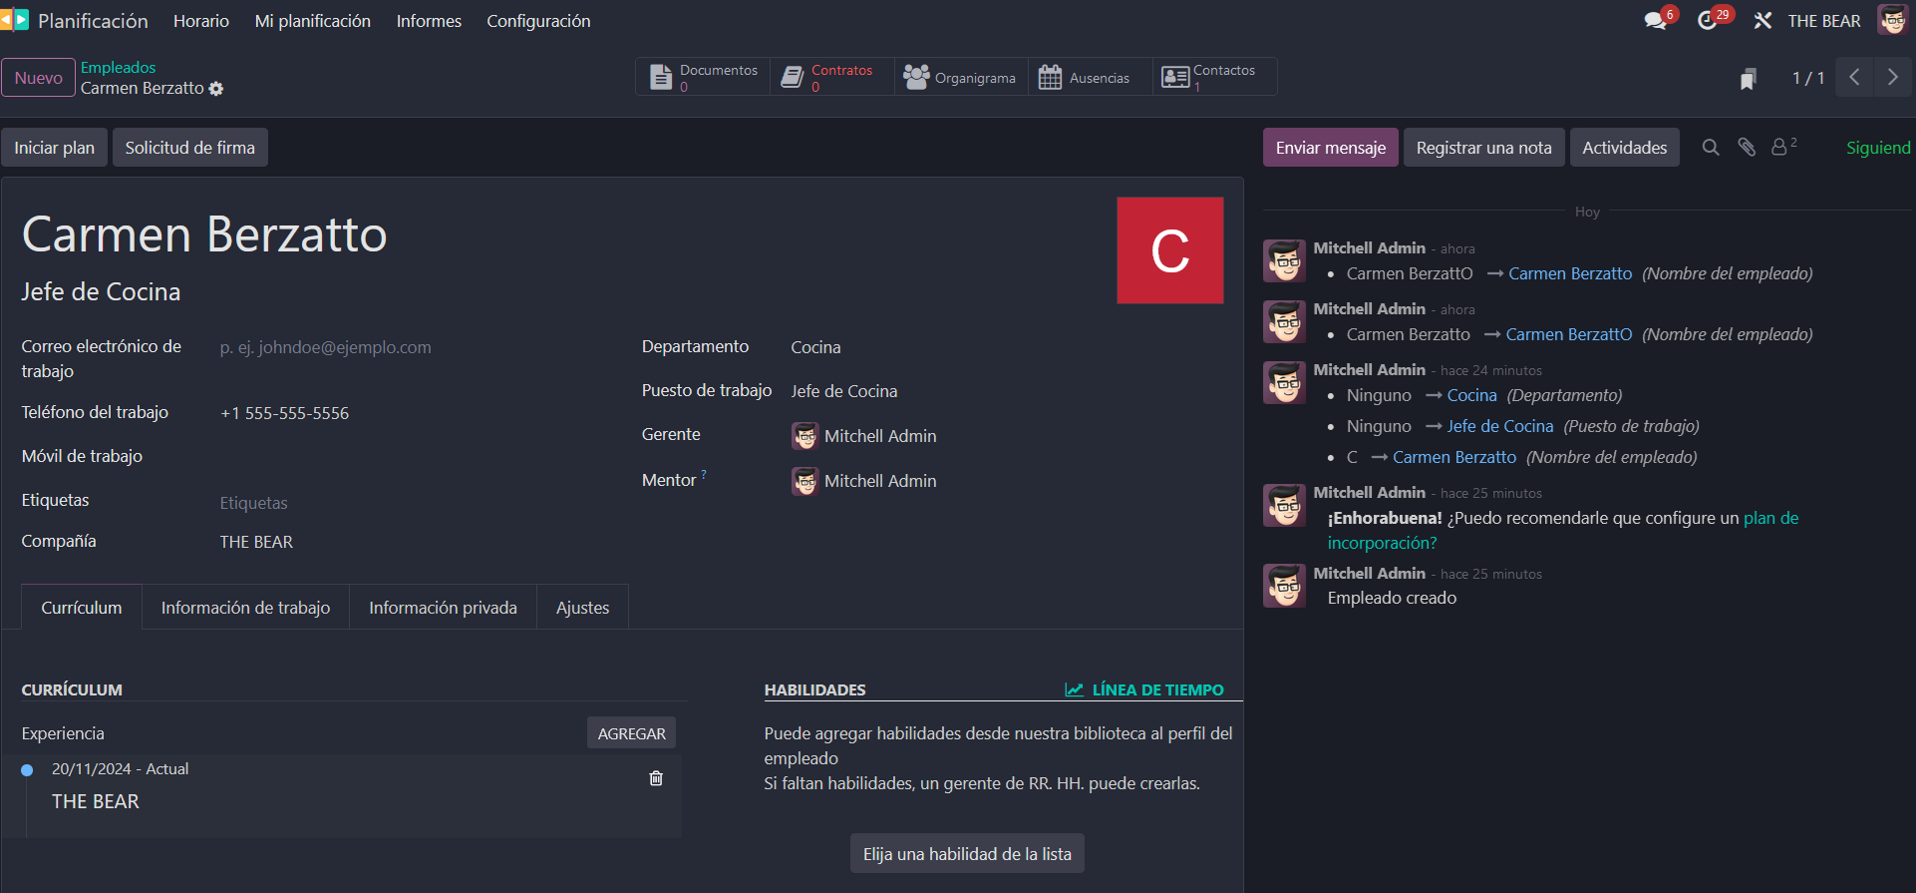 Planificación Horario Mi planificación Informes Configuración 6 29 THE BEAR
Nuevo
Empleados
Carmen Berzatto
Documentos
0
Contratos
0
Organigrama
Ausencias
Contactos
1
1 / 1
Iniciar plan Solicitud de firma
Enviar mensaje Registrar una nota Actividades 2 Siguiend
Carmen Berzatto
C
Jefe de Cocina
Correo electrónico de
trabajo
p. ej. johndoe@ejemplo.com
Teléfono del trabajo +1 555-555-5556
Móvil de trabajo
Etiquetas Etiquetas
Compañía THE BEAR
Departamento Cocina
Puesto de trabajo Jefe de Cocina
Gerente Mitchell Admin
Mentor ? Mitchell Admin
Currículum Información de trabajo Información privada Ajustes
CURRÍCULUM
Experiencia AGREGAR
20/11/2024 - Actual
THE BEAR
HABILIDADES LÍNEA DE TIEMPO
Puede agregar habilidades desde nuestra biblioteca al perfil del
empleado
Si faltan habilidades, un gerente de RR. HH. puede crearlas.
Elija una habilidad de la lista
Hoy
Mitchell Admin - ahora
• Carmen BerzattO → Carmen Berzatto (Nombre del empleado)
Mitchell Admin - ahora
• Carmen Berzatto → Carmen BerzattO (Nombre del empleado)
Mitchell Admin - hace 24 minutos
• Ninguno → Cocina (Departamento)
• Ninguno → Jefe de Cocina (Puesto de trabajo)
• C → Carmen Berzatto (Nombre del empleado)
Mitchell Admin - hace 25 minutos
¡Enhorabuena! ¿Puedo recomendarle que configure un plan de
incorporación?
Mitchell Admin - hace 25 minutos
Empleado creado